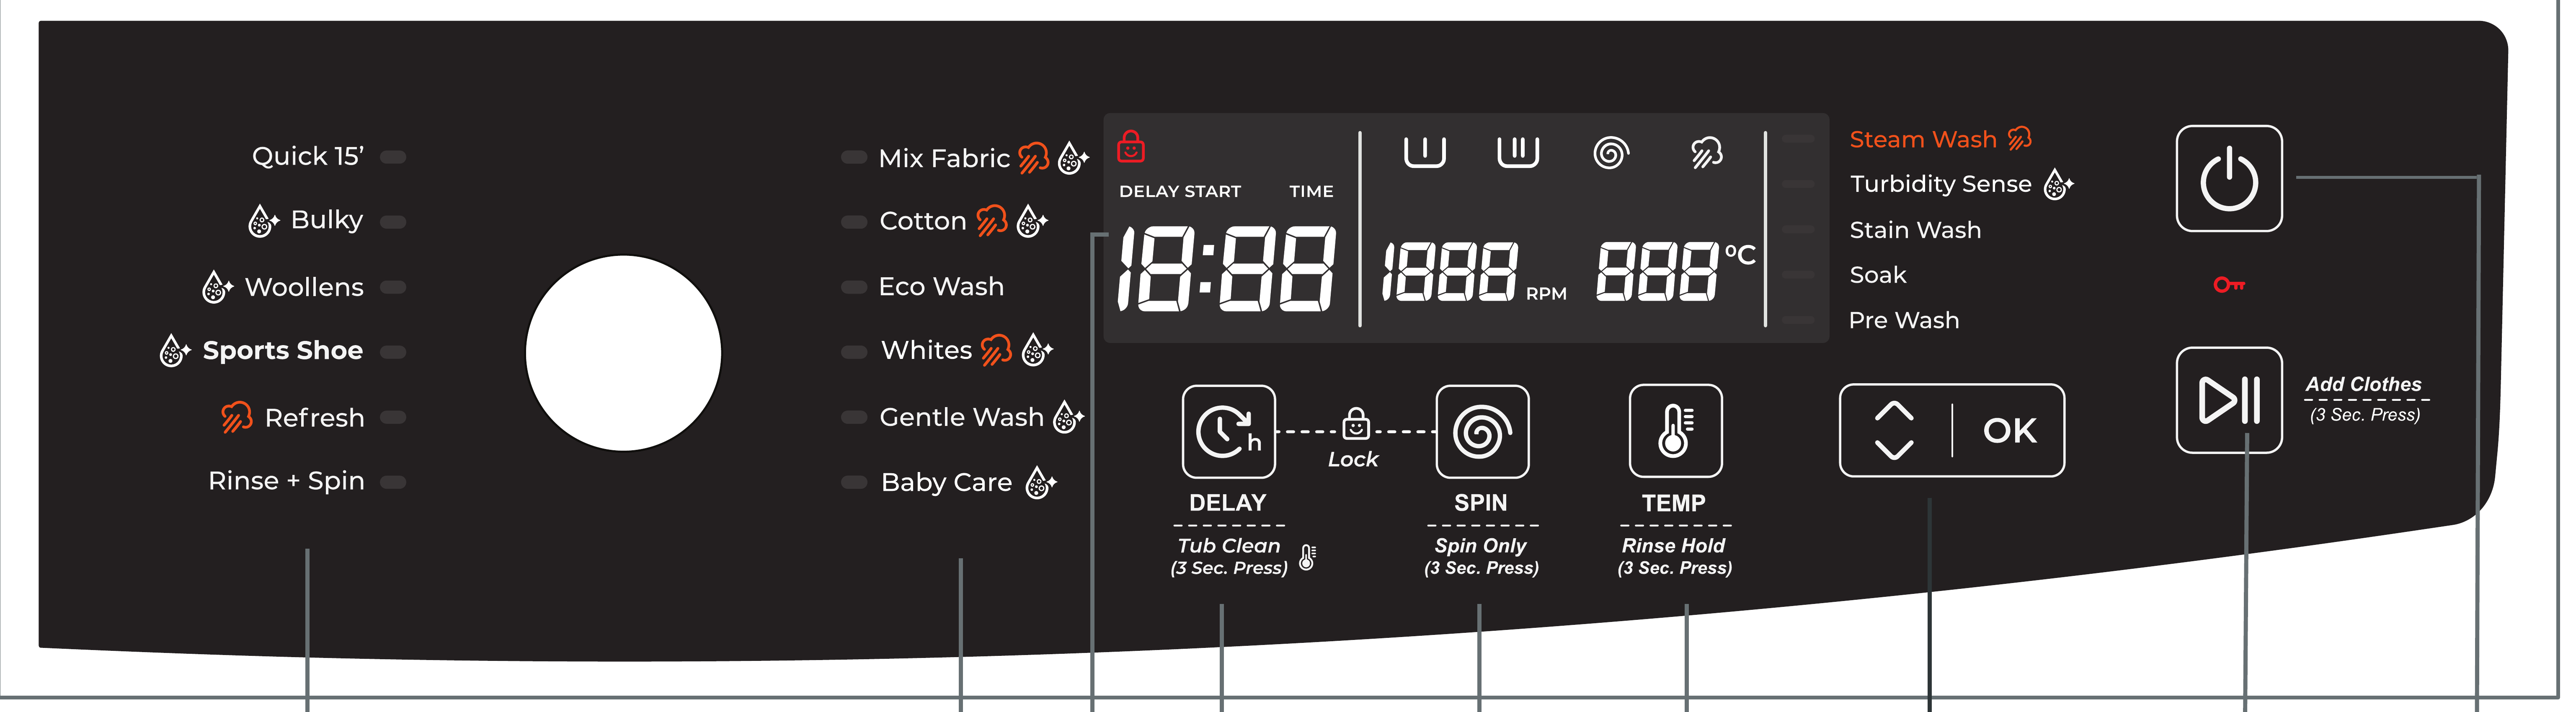 Quick 15’
Bulky
Woollens
Sports Shoe
Refresh
Rinse + Spin
Mix Fabric
Cotton
Eco Wash
Whites
Gentle Wash
Baby Care
DELAY START TIME
18:88
1888 RPM
888 °C
Steam Wash
Turbidity Sense
Stain Wash
Soak
Pre Wash
h
Lock
DELAY
Tub Clean
(3 Sec. Press)
SPIN
Spin Only
(3 Sec. Press)
TEMP
Rinse Hold
(3 Sec. Press)
OK
Add Clothes
(3 Sec. Press)